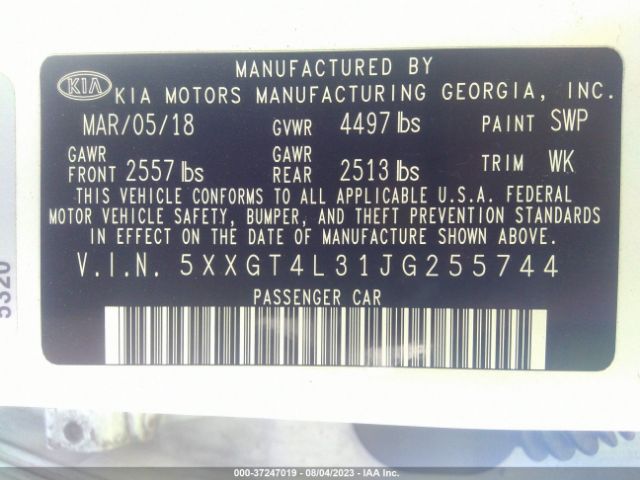 MANUFACTURED BY
KIA KIA MOTORS MANUFACTURING GEORGIA, INC.
MAR/05/18 GVWR 4497 lbs PAINT SWP
GAWR FRONT 2557 lbs GAWR REAR 2513 lbs TRIM WK
THIS VEHICLE CONFORMS TO ALL APPLICABLE U.S.A. FEDERAL
MOTOR VEHICLE SAFETY, BUMPER, AND THEFT PREVENTION STANDARDS
IN EFFECT ON THE DATE OF MANUFACTURE SHOWN ABOVE.
V.I.N. 5XXGT4L31JG255744
PASSENGER CAR
5320
000-37247019 - 08/04/2023 - IAA Inc.